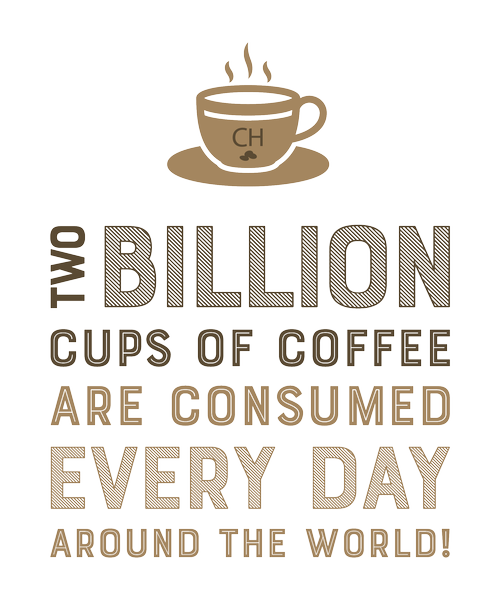 CH
TWO BILLION
CUPS OF COFFEE
ARE CONSUMED
EVERY DAY
AROUND THE WORLD!